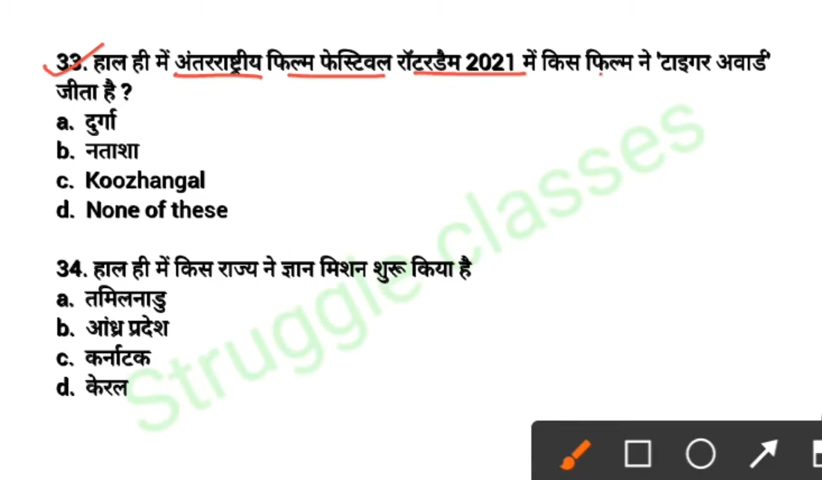 33. हाल ही में अंतरराष्ट्रीय फिल्म फेस्टिवल रॉटरडैम 2021 में किस फिल्म ने 'टाइगर अवार्ड'
जीता है ?
a. दुर्गा
b. नताशा
c. Koozhangal
d. None of these
34. हाल ही में किस राज्य ने ज्ञान मिशन शुरू किया है
a. तमिलनाडु
b. आंध्र प्रदेश
c. कर्नाटक
d. केरल
Struggle classes